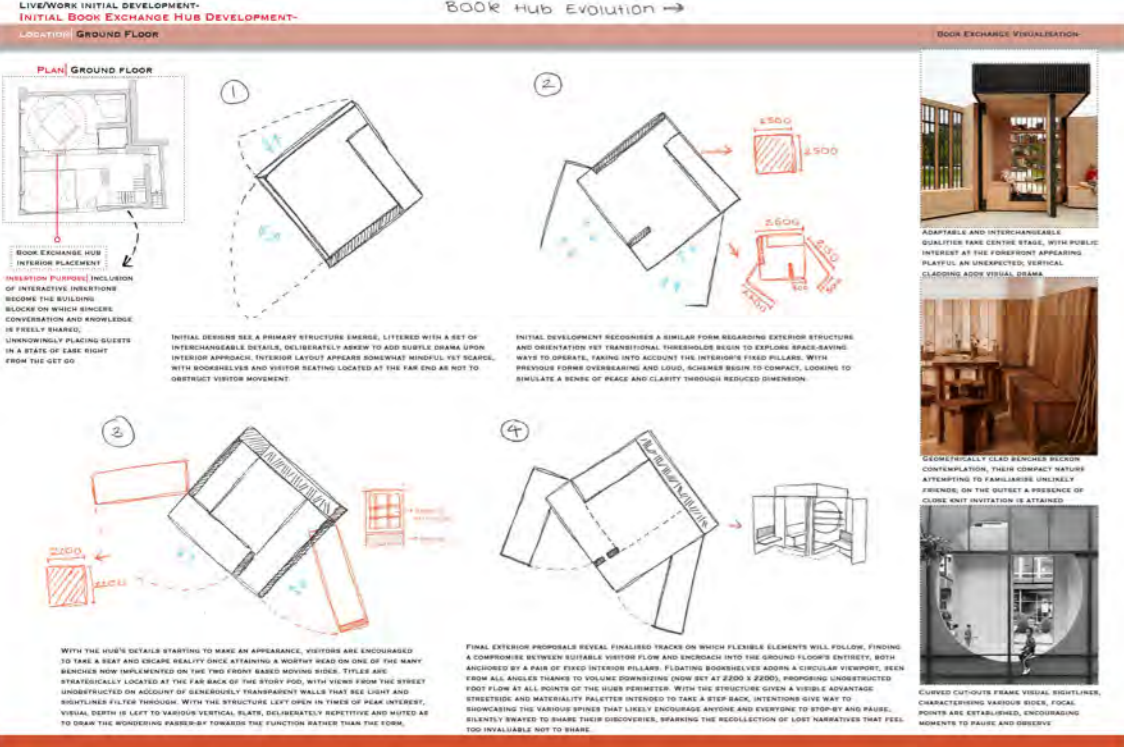 LIVE/WORK INITIAL DEVELOPMENT-
INITIAL BOOK EXCHANGE HUB DEVELOPMENT-
BOOK HUB EVOLUTION →
LOCATION| GROUND FLOOR
BOOK EXCHANGE VISUALISATION
PLAN| GROUND FLOOR
BOOK EXCHANGE HUB
INTERIOR PLACEMENT
INSERTION PURPOSE| INCLUSION
OF INTERACTIVE INSERTIONS
BECOME THE BUILDING
BLOCKS ON WHICH SINCERE
CONVERSATION AND KNOWLEDGE
IS FREELY SHARED,
UNKNOWINGLY PLACING GUESTS
IN A STATE OF EASE RIGHT
FROM THE GET GO
1
INITIAL DESIGNS SEE A PRIMARY STRUCTURE EMERGE, LITTERED WITH A SET OF
INTERCHANGEABLE DETAILS, DELIBERATELY ASKEW TO ADD SUBTLE DRAMA UPON
INTERIOR APPROACH. INTERIOR LAYOUT APPEARS SOMEWHAT MINDFUL YET SCARCE,
WITH BOOKSHELVES AND VISITOR SEATING LOCATED AT THE FAR END AS NOT TO
OBSTRUCT VISITOR MOVEMENT.
2
2500
2500
2600
INITIAL DEVELOPMENT RECOGNISES A SIMILAR FORM REGARDING EXTERIOR STRUCTURE
AND ORIENTATION YET TRANSITIONAL THRESHOLDS BEGIN TO EXPLORE SPACE-SAVING
WAYS TO OPERATE, TAKING INTO ACCOUNT THE INTERIOR'S FIXED PILLARS. WITH
PREVIOUS FORMS OVERBEARING AND LOUD, SCHEMES BEGIN TO COMPACT, LOOKING TO
SIMULATE A SENSE OF PEACE AND CLARITY THROUGH REDUCED DIMENSION.
3
2200
2200
WITH THE HUB'S DETAILS STARTING TO MAKE AN APPEARANCE, VISITORS ARE ENCOURAGED
TO TAKE A SEAT AND ESCAPE REALITY ONCE ATTAINING A WORTHY READ ON ONE OF THE MANY
BENCHES NOW IMPLEMENTED ON THE TWO FRONT BASED MOVING SIDES. TITLES ARE
STRATEGICALLY LOCATED AT THE FAR BACK OF THE STORY POD, WITH VIEWS FROM THE STREET
UNOBSTRUCTED ON ACCOUNT OF GENEROUSLY TRANSPARENT WALLS THAT SEE LIGHT AND
SIGHTLINES FILTER THROUGH. WITH THE STRUCTURE LEFT OPEN IN TIMES OF PEAK INTEREST,
VISUAL DEPTH IS LEFT TO VARIOUS VERTICAL SLATS, DELIBERATELY REPETITIVE AND MUTED AS
TO DRAW THE WONDERING PASSER-BY TOWARDS THE FUNCTION RATHER THAN THE FORM,
4
FINAL EXTERIOR PROPOSALS REVEAL FINALISED TRACKS ON WHICH FLEXIBLE ELEMENTS WILL FOLLOW, FINDING
A COMPROMISE BETWEEN SUITABLE VISITOR FLOW AND ENCROACH INTO THE GROUND FLOOR'S ENTIRETY, BOTH
ANCHORED BY A PAIR OF FIXED INTERIOR PILLARS. FLOATING BOOKSHELVES ADORN A CIRCULAR VIEWPORT, SEEN
FROM ALL ANGLES THANKS TO VOLUME DOWNSIZING (NOW SET AT 2200 X 2200), PROPOSING UNOBSTRUCTED
FOOT FLOW AT ALL POINTS OF THE HUBS PERIMETER. WITH THE STRUCTURE GIVEN A VISIBLE ADVANTAGE
STREETSIDE AND MATERIALITY PALETTES INTENDED TO TAKE A STEP BACK, INTENTIONS GIVE WAY TO
SHOWCASING THE VARIOUS SPINES THAT LIKELY ENCOURAGE ANYONE AND EVERYONE TO STOP-BY AND PAUSE,
SILENTLY SWAYED TO SHARE THEIR DISCOVERIES, SPARKING THE RECOLLECTION OF LOST NARRATIVES THAT FEEL
TOO INVALUABLE NOT TO SHARE
ADAPTABLE AND INTERCHANGEABLE
QUALITIES TAKE CENTRE STAGE, WITH PUBLIC
INTEREST AT THE FOREFRONT APPEARING
PLAYFUL AN UNEXPECTED; VERTICAL
CLADDING ADDS VISUAL DRAMA
GEOMETRICALLY CLAD BENCHES BECKON
CONTEMPLATION, THEIR COMPACT NATURE
ATTEMPTING TO FAMILIARISE UNLIKELY
FRIENDS; ON THE OUTSET A PRESENCE OF
CLOSE KNIT INVITATION IS ATTAINED
CURVED CUT-OUTS FRAME VISUAL SIGHTLINES,
CHARACTERISING VARIOUS SIDES, FOCAL
POINTS ARE ESTABLISHED, ENCOURAGING
MOMENTS TO PAUSE AND OBSERVE